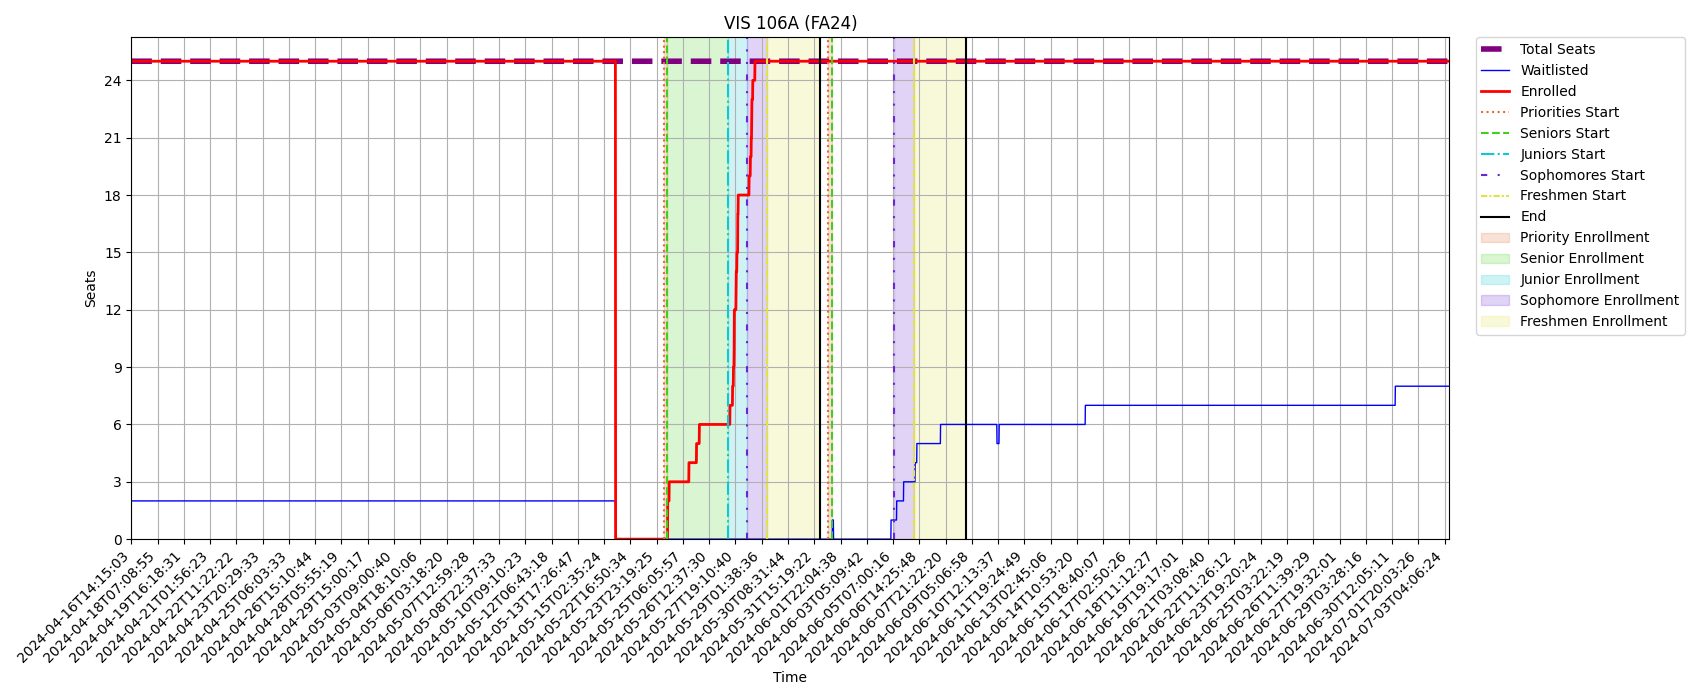 VIS 106A (FA24)
Seats
24
21
18
15
12
9
6
3
0
2024-04-16T14:15:03
2024-04-18T07:08:55
2024-04-19T16:18:31
2024-04-21T01:56:23
2024-04-22T11:22:22
2024-04-23T20:29:33
2024-04-25T06:03:33
2024-04-26T15:10:44
2024-04-28T05:55:19
2024-04-29T15:00:17
2024-05-03T09:00:40
2024-05-04T18:10:06
2024-05-06T03:18:20
2024-05-07T12:59:28
2024-05-08T22:37:33
2024-05-10T09:10:23
2024-05-12T06:43:18
2024-05-13T17:26:47
2024-05-15T02:35:24
2024-05-22T16:50:34
2024-05-23T23:19:25
2024-05-25T06:05:57
2024-05-26T12:37:30
2024-05-27T19:10:40
2024-05-29T01:38:36
2024-05-30T08:31:44
2024-05-31T15:19:22
2024-06-01T22:04:38
2024-06-03T05:09:42
2024-06-05T07:00:16
2024-06-06T14:25:48
2024-06-07T21:22:20
2024-06-09T05:06:58
2024-06-10T12:13:37
2024-06-11T19:24:49
2024-06-13T02:45:06
2024-06-14T10:53:20
2024-06-15T18:40:07
2024-06-17T02:50:26
2024-06-18T11:12:27
2024-06-19T19:17:01
2024-06-21T03:08:40
2024-06-22T11:26:12
2024-06-23T19:20:24
2024-06-25T03:22:19
2024-06-26T11:39:29
2024-06-27T19:32:01
2024-06-29T03:28:16
2024-06-30T12:05:11
2024-07-01T20:03:26
2024-07-03T04:06:24
Time
Total Seats
Waitlisted
Enrolled
Priorities Start
Seniors Start
Juniors Start
Sophomores Start
Freshmen Start
End
Priority Enrollment
Senior Enrollment
Junior Enrollment
Sophomore Enrollment
Freshmen Enrollment